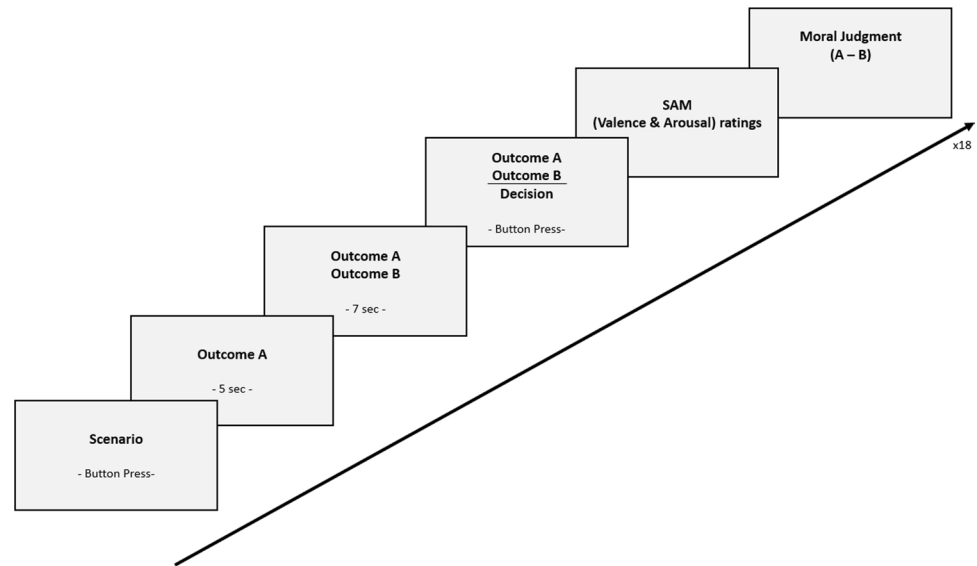 Moral Judgment
(A – B)
SAM
(Valence & Arousal) ratings
x18
Outcome A
Outcome B
Decision
- Button Press-
Outcome A
Outcome B
- 7 sec -
Outcome A
- 5 sec -
Scenario
- Button Press-